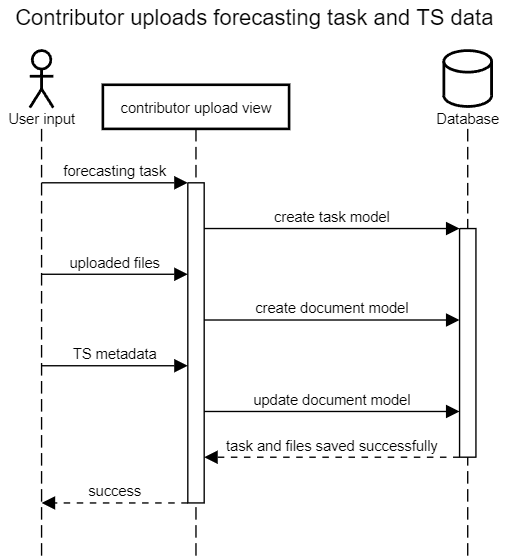 Contributor uploads forecasting task and TS data
User input
contributor upload view
Database
forecasting task
create task model
uploaded files
create document model
TS metadata
update document model
task and files saved successfully
success